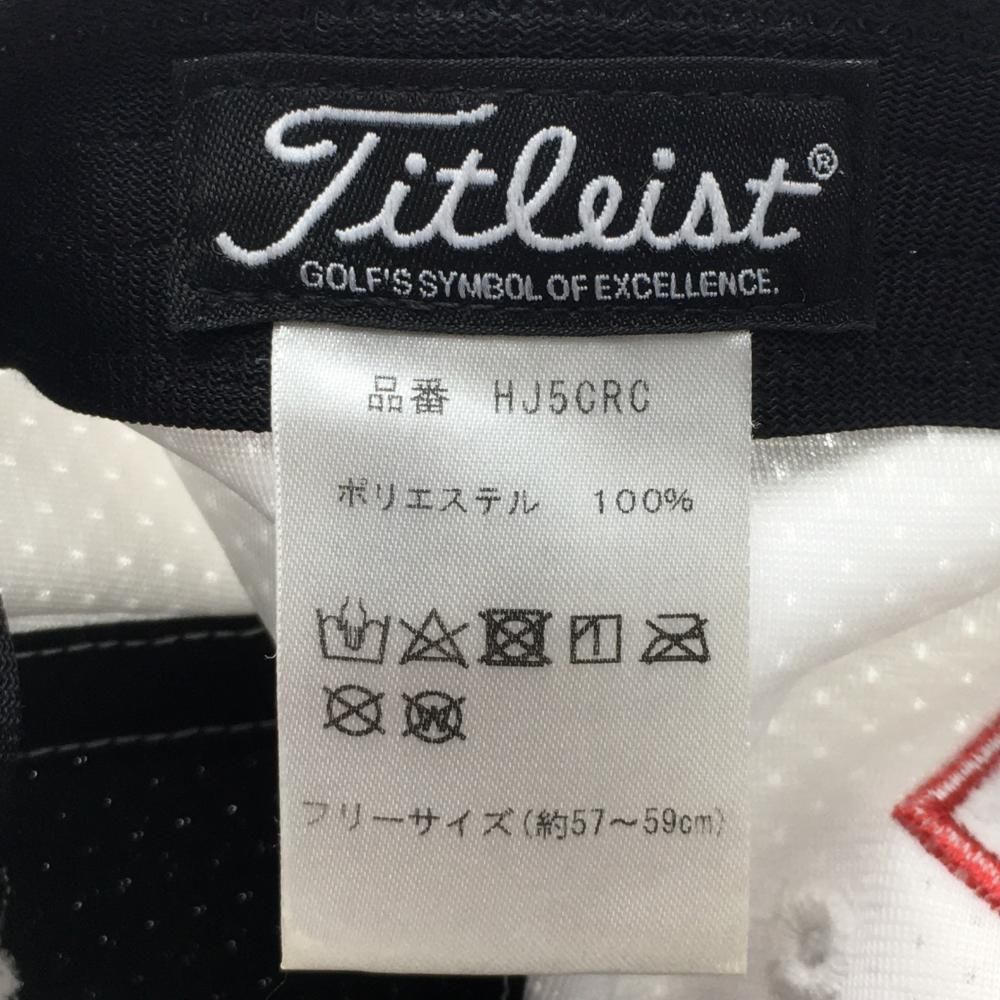 Titleist®
GOLF'S SYMBOL OF EXCELLENCE.
品番 HJ5CRC
ポリエステル 100%
W
フリーサイズ(約57～59cm)